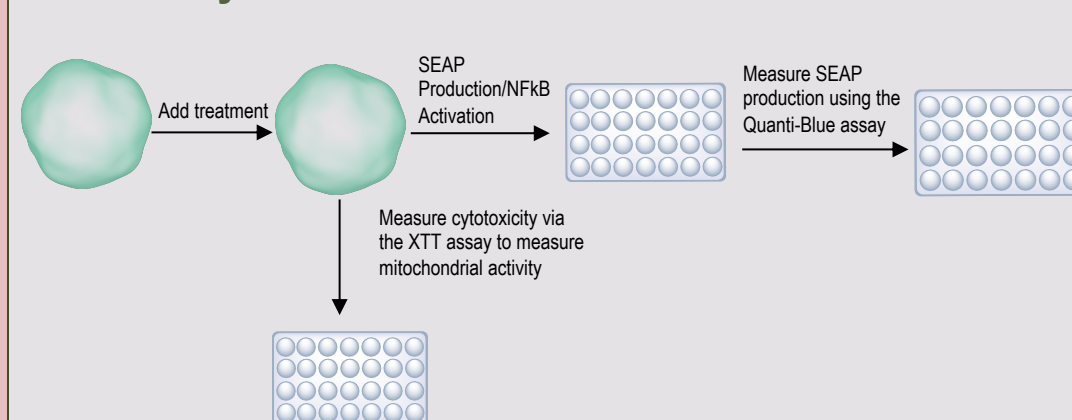 Add treatment
SEAP
Production/NFkB
Activation
Measure SEAP
production using the
Quanti-Blue assay
Measure cytotoxicity via
the XTT assay to measure
mitochondrial activity